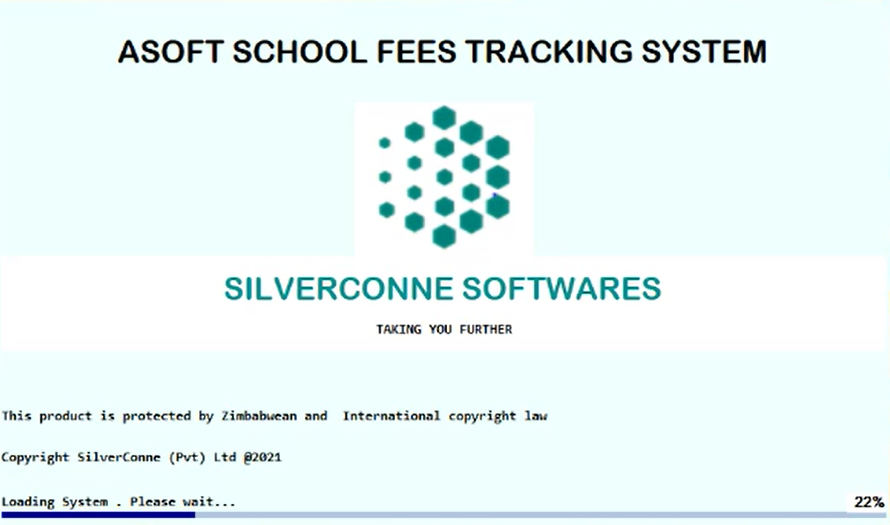 ASOFT SCHOOL FEES TRACKING SYSTEM
SILVERCONNE SOFTWARES
TAKING YOU FURTHER
This product is protected by Zimbabwean and  International copyright law
Copyright SilverConne (Pvt) Ltd @2021
Loading System . Please wait...
22%